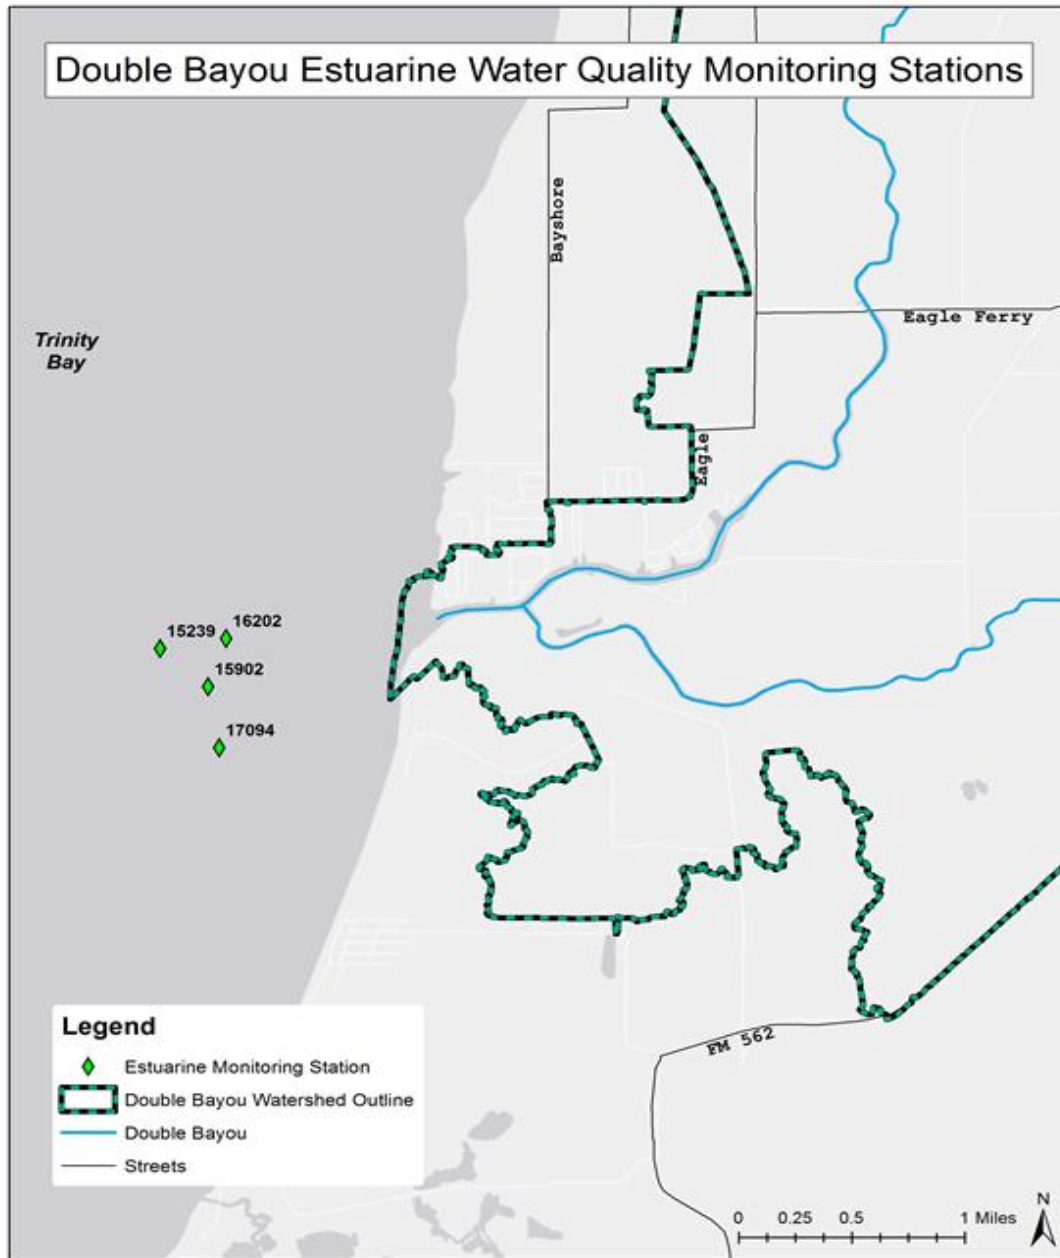 Double Bayou Estuarine Water Quality Monitoring Stations
Bayshore
Trinity
Bay
Eagle Ferry
Eagle
15239
16202
15902
17094
FM 562
Legend
Estuarine Monitoring Station
Double Bayou Watershed Outline
Double Bayou
Streets
N
0 0.25 0.5 1 Miles